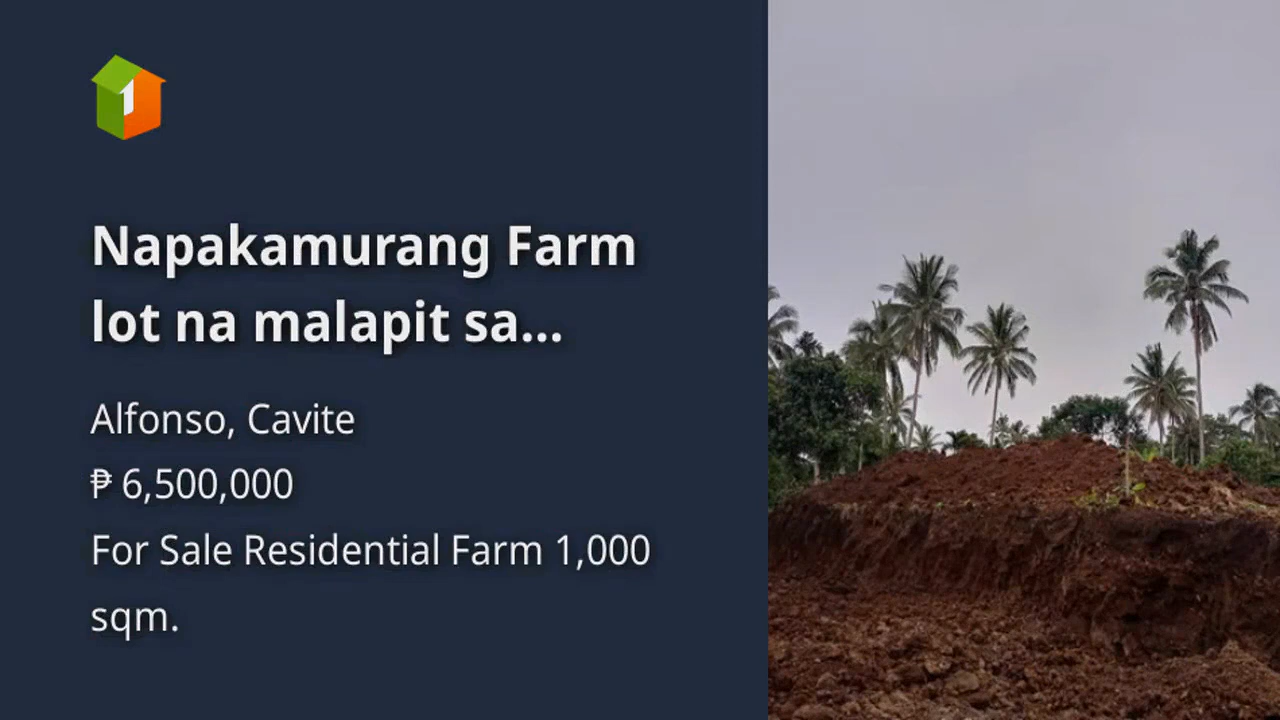 Napakamurang Farm
lot na malapit sa...
Alfonso, Cavite
₱ 6,500,000
For Sale Residential Farm 1,000
sqm.